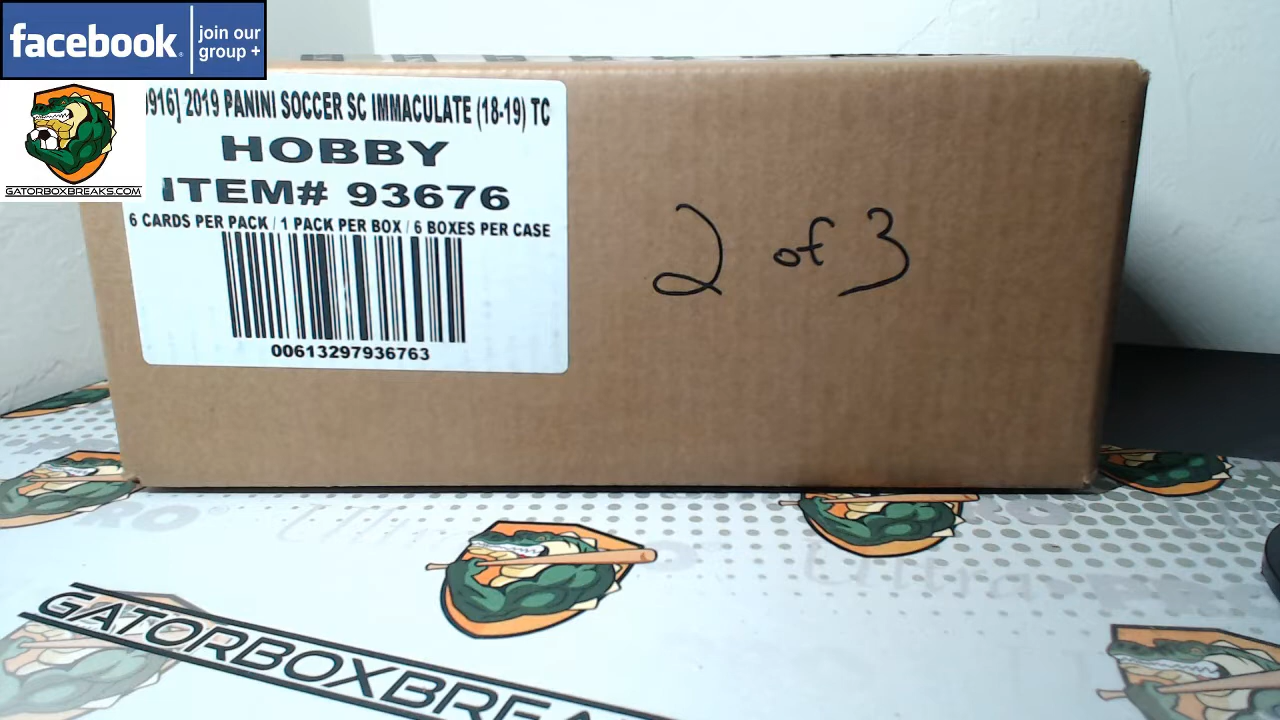 facebook
join our
group +
GATORBOXBREAKS.COM
916] 2019 PANINI SOCCER SC IMMACULATE (18-19) TC
HOBBY
ITEM# 93676
6 CARDS PER PACK / 1 PACK PER BOX / 6 BOXES PER CASE
00613297936763
2 of 3
GATORBOXBREA